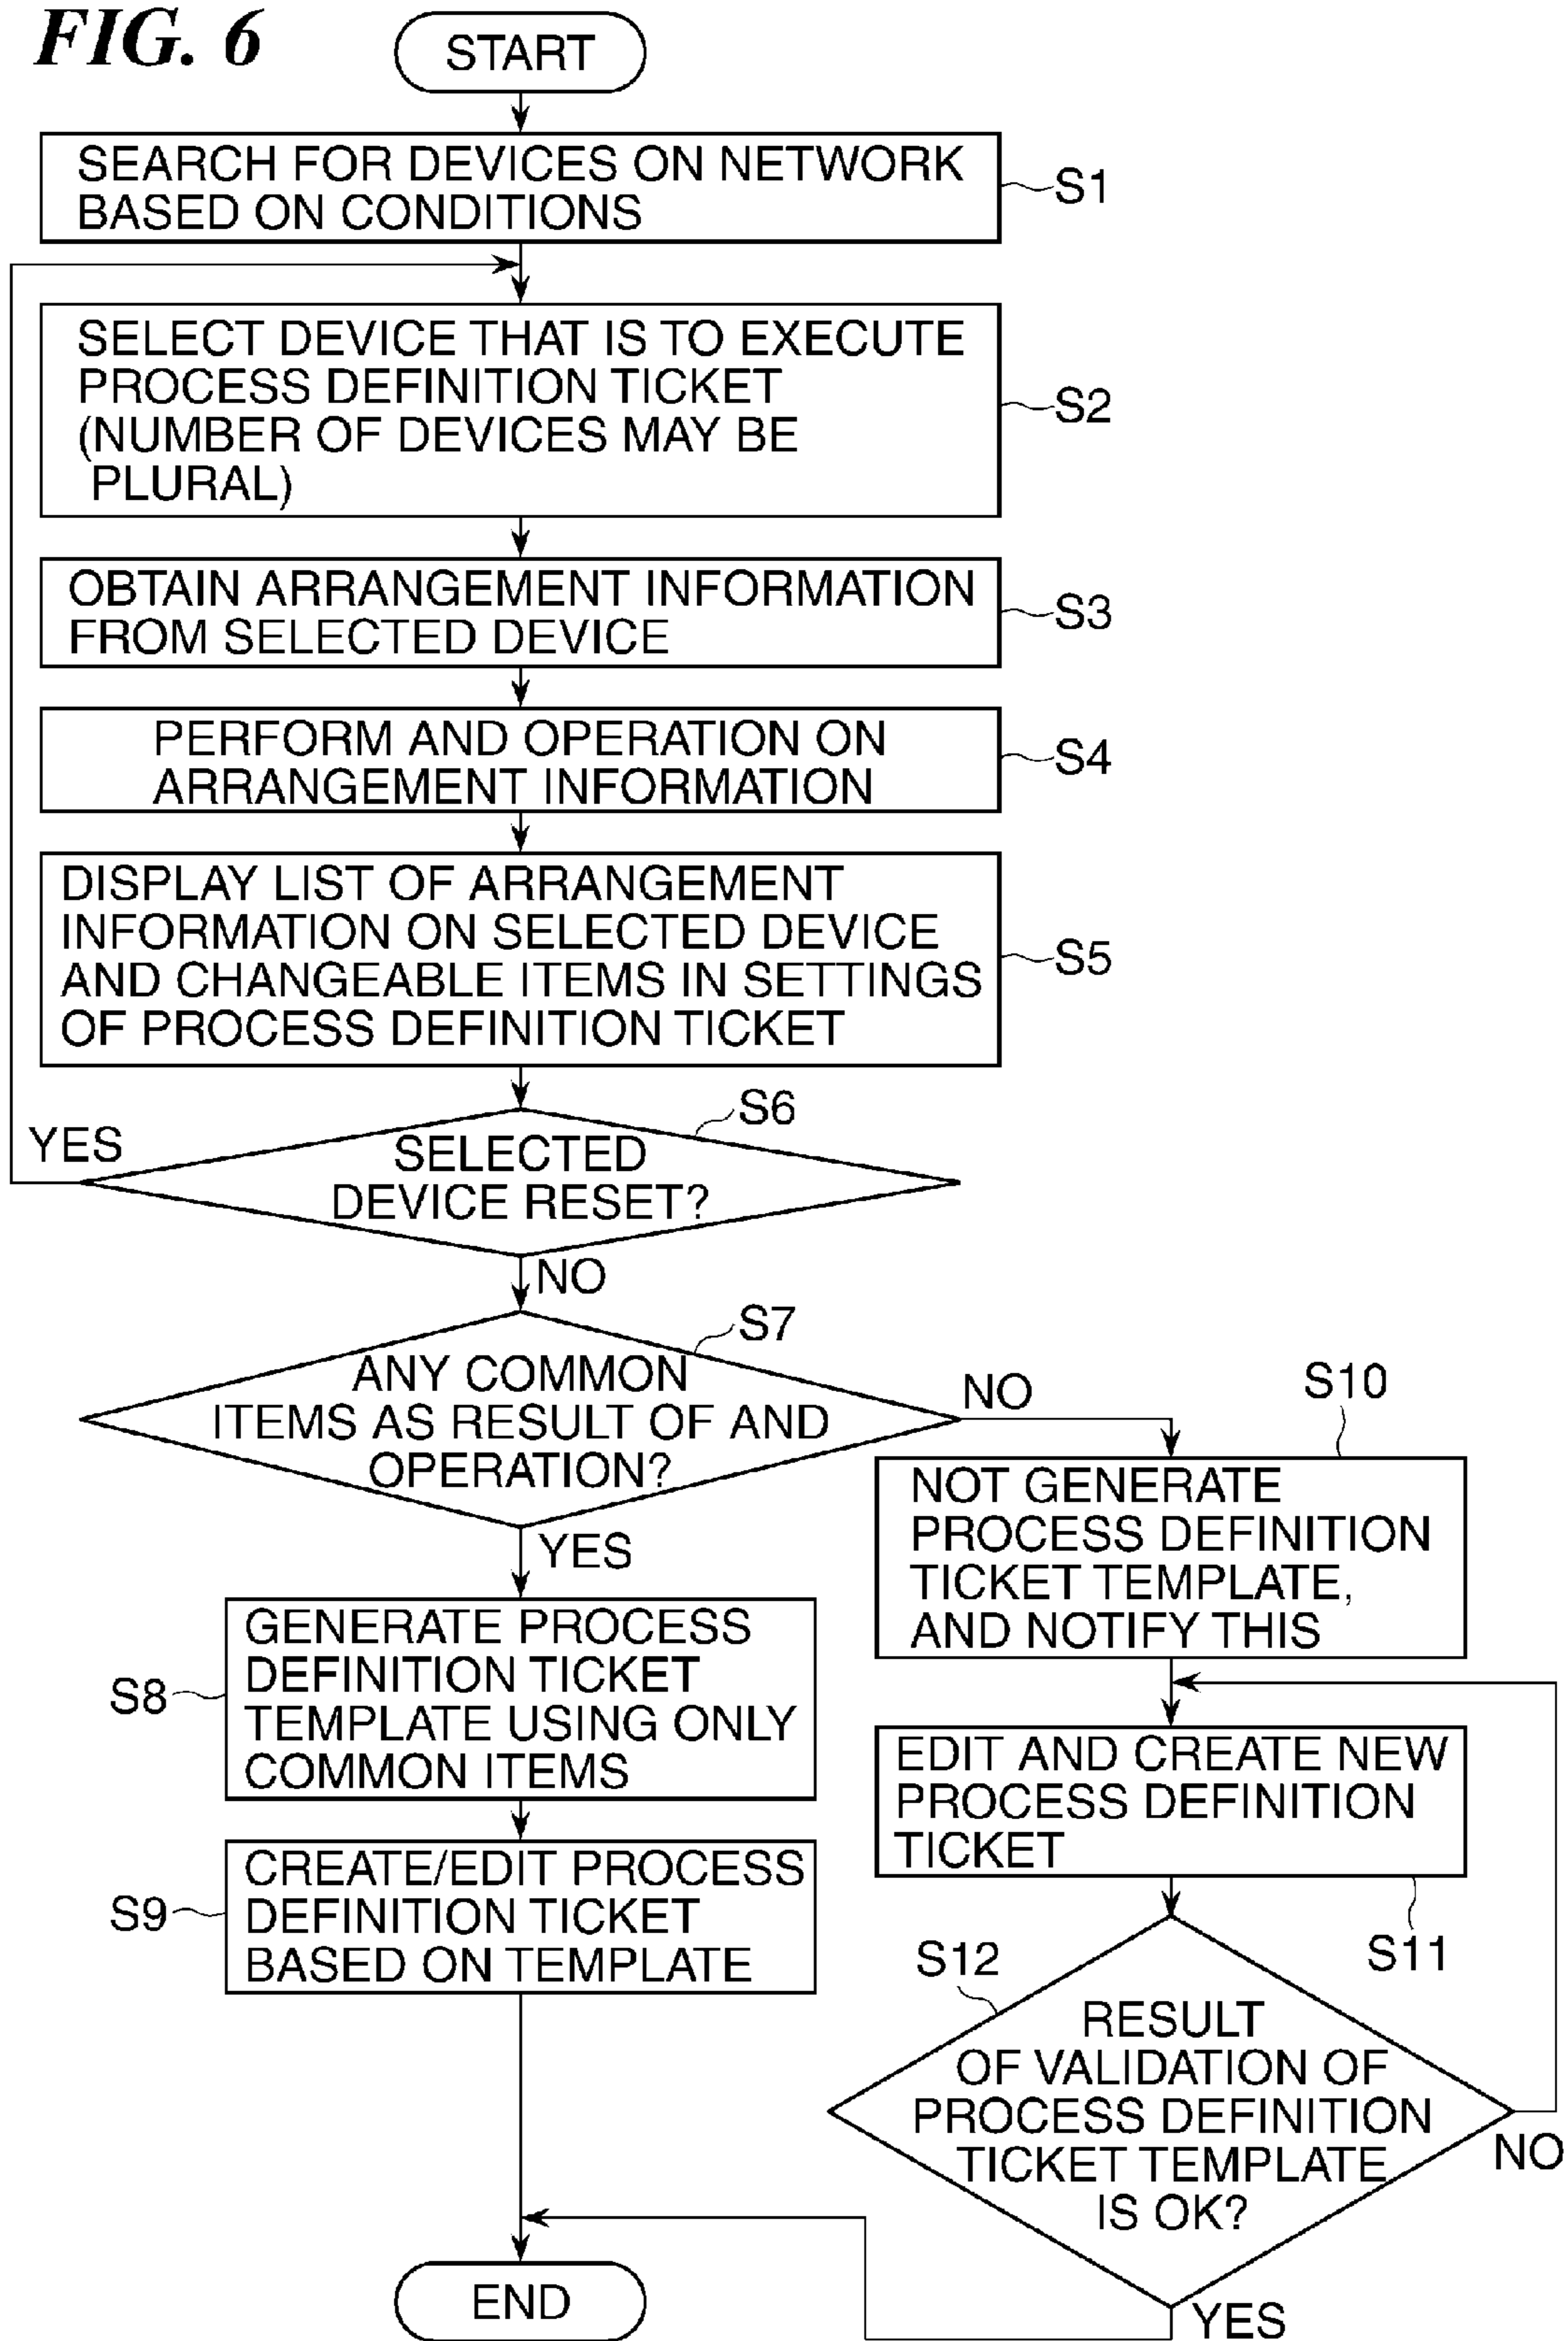 FIG. 6
START
SEARCH FOR DEVICES ON NETWORK
BASED ON CONDITIONS
S1
SELECT DEVICE THAT IS TO EXECUTE
PROCESS DEFINITION TICKET
(NUMBER OF DEVICES MAY BE
PLURAL)
S2
OBTAIN ARRANGEMENT INFORMATION
FROM SELECTED DEVICE
S3
PERFORM AND OPERATION ON
ARRANGEMENT INFORMATION
S4
DISPLAY LIST OF ARRANGEMENT
INFORMATION ON SELECTED DEVICE
AND CHANGEABLE ITEMS IN SETTINGS
OF PROCESS DEFINITION TICKET
S5
S6
YES
SELECTED
DEVICE RESET?
NO
S7
ANY COMMON
ITEMS AS RESULT OF AND
OPERATION?
NO
YES
S8
GENERATE PROCESS
DEFINITION TICKET
TEMPLATE USING ONLY
COMMON ITEMS
S9
CREATE/EDIT PROCESS
DEFINITION TICKET
BASED ON TEMPLATE
S10
NOT GENERATE
PROCESS DEFINITION
TICKET TEMPLATE,
AND NOTIFY THIS
EDIT AND CREATE NEW
PROCESS DEFINITION
TICKET
S11
S12
RESULT
OF VALIDATION OF
PROCESS DEFINITION
TICKET TEMPLATE
IS OK?
NO
YES
END